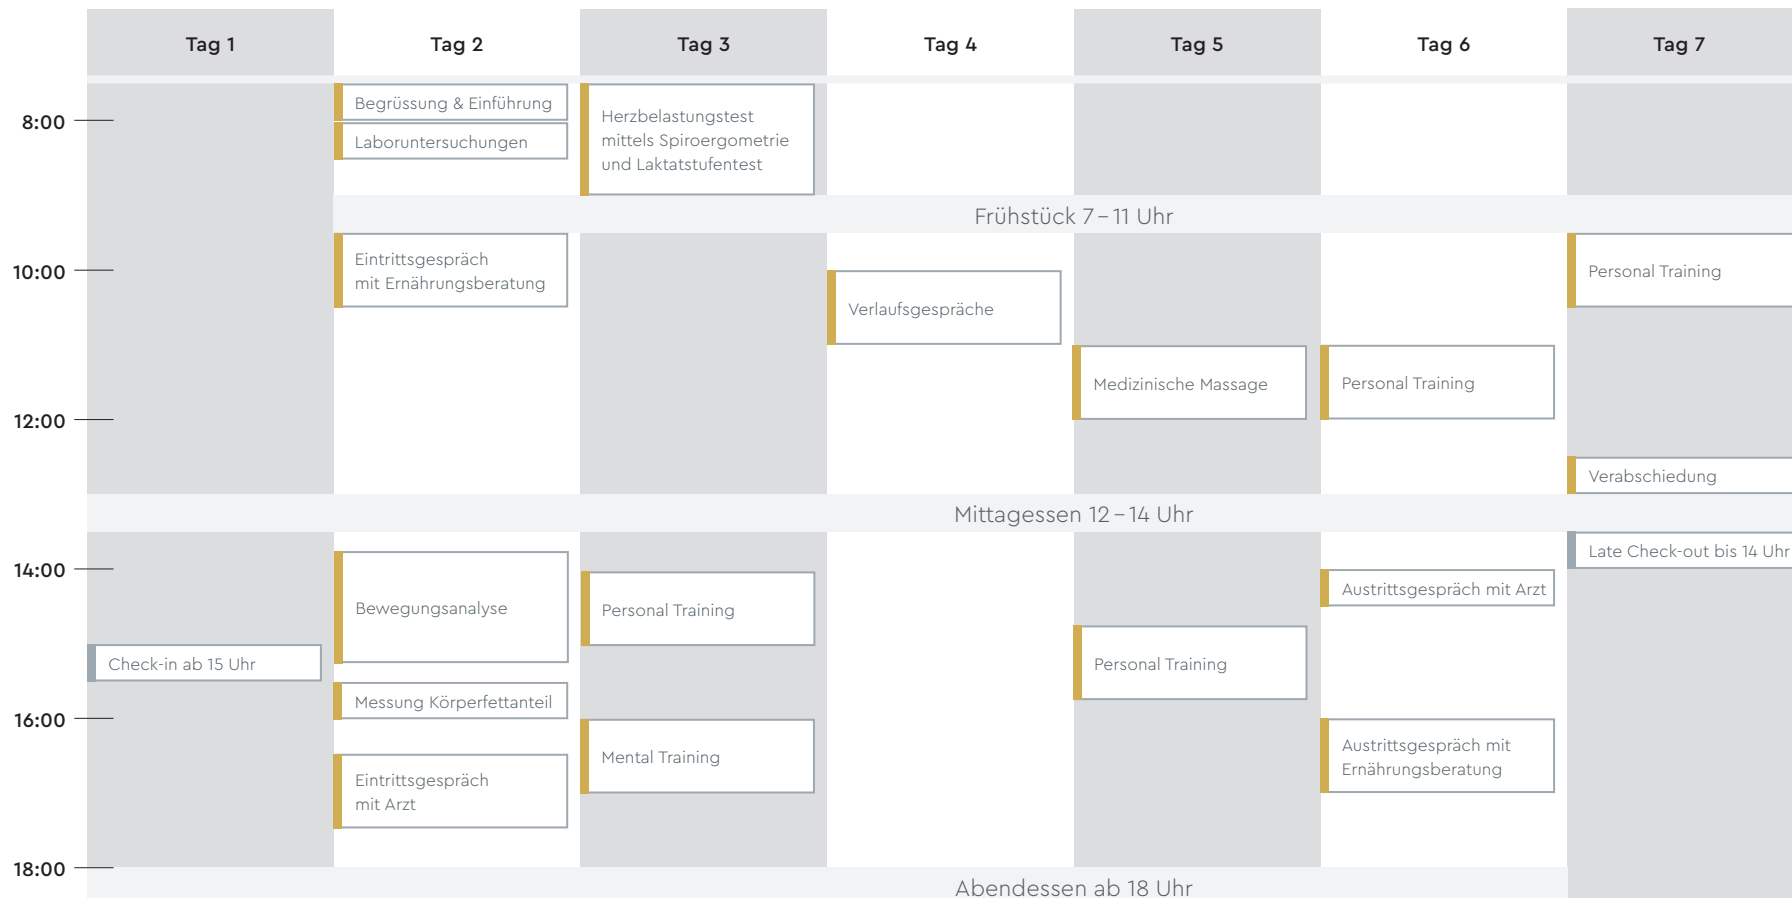 Tag 1
Tag 2
Tag 3
Tag 4
Tag 5
Tag 6
Tag 7
8:00
Begrüssung & Einführung
Laboruntersuchungen
Herzbelastungstest
mittels Spiroergometrie
und Laktatstufentest
Frühstück 7 – 11 Uhr
10:00
Eintrittsgespräch
mit Ernährungsberatung
Verlaufsgespräche
Personal Training
Medizinische Massage
Personal Training
12:00
Verabschiedung
Mittagessen 12 – 14 Uhr
Late Check-out bis 14 Uhr
14:00
Bewegungsanalyse
Personal Training
Austrittsgespräch mit Arzt
Check-in ab 15 Uhr
Personal Training
Messung Körperfettanteil
16:00
Eintrittsgespräch
mit Arzt
Mental Training
Austrittsgespräch mit
Ernährungsberatung
18:00
Abendessen ab 18 Uhr